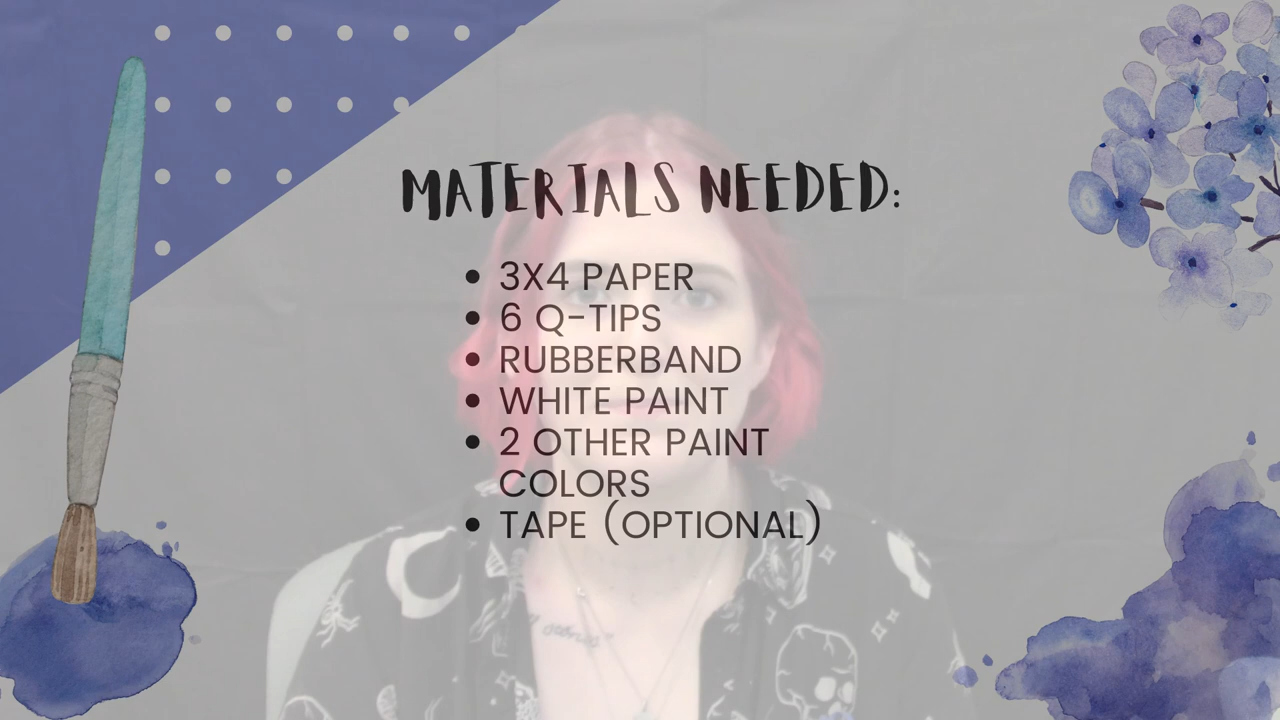 MATERIALS NEEDED:
• 3X4 PAPER
• 6 Q-TIPS
• RUBBERBAND
• WHITE PAINT
• 2 OTHER PAINT
COLORS
• TAPE (OPTIONAL)